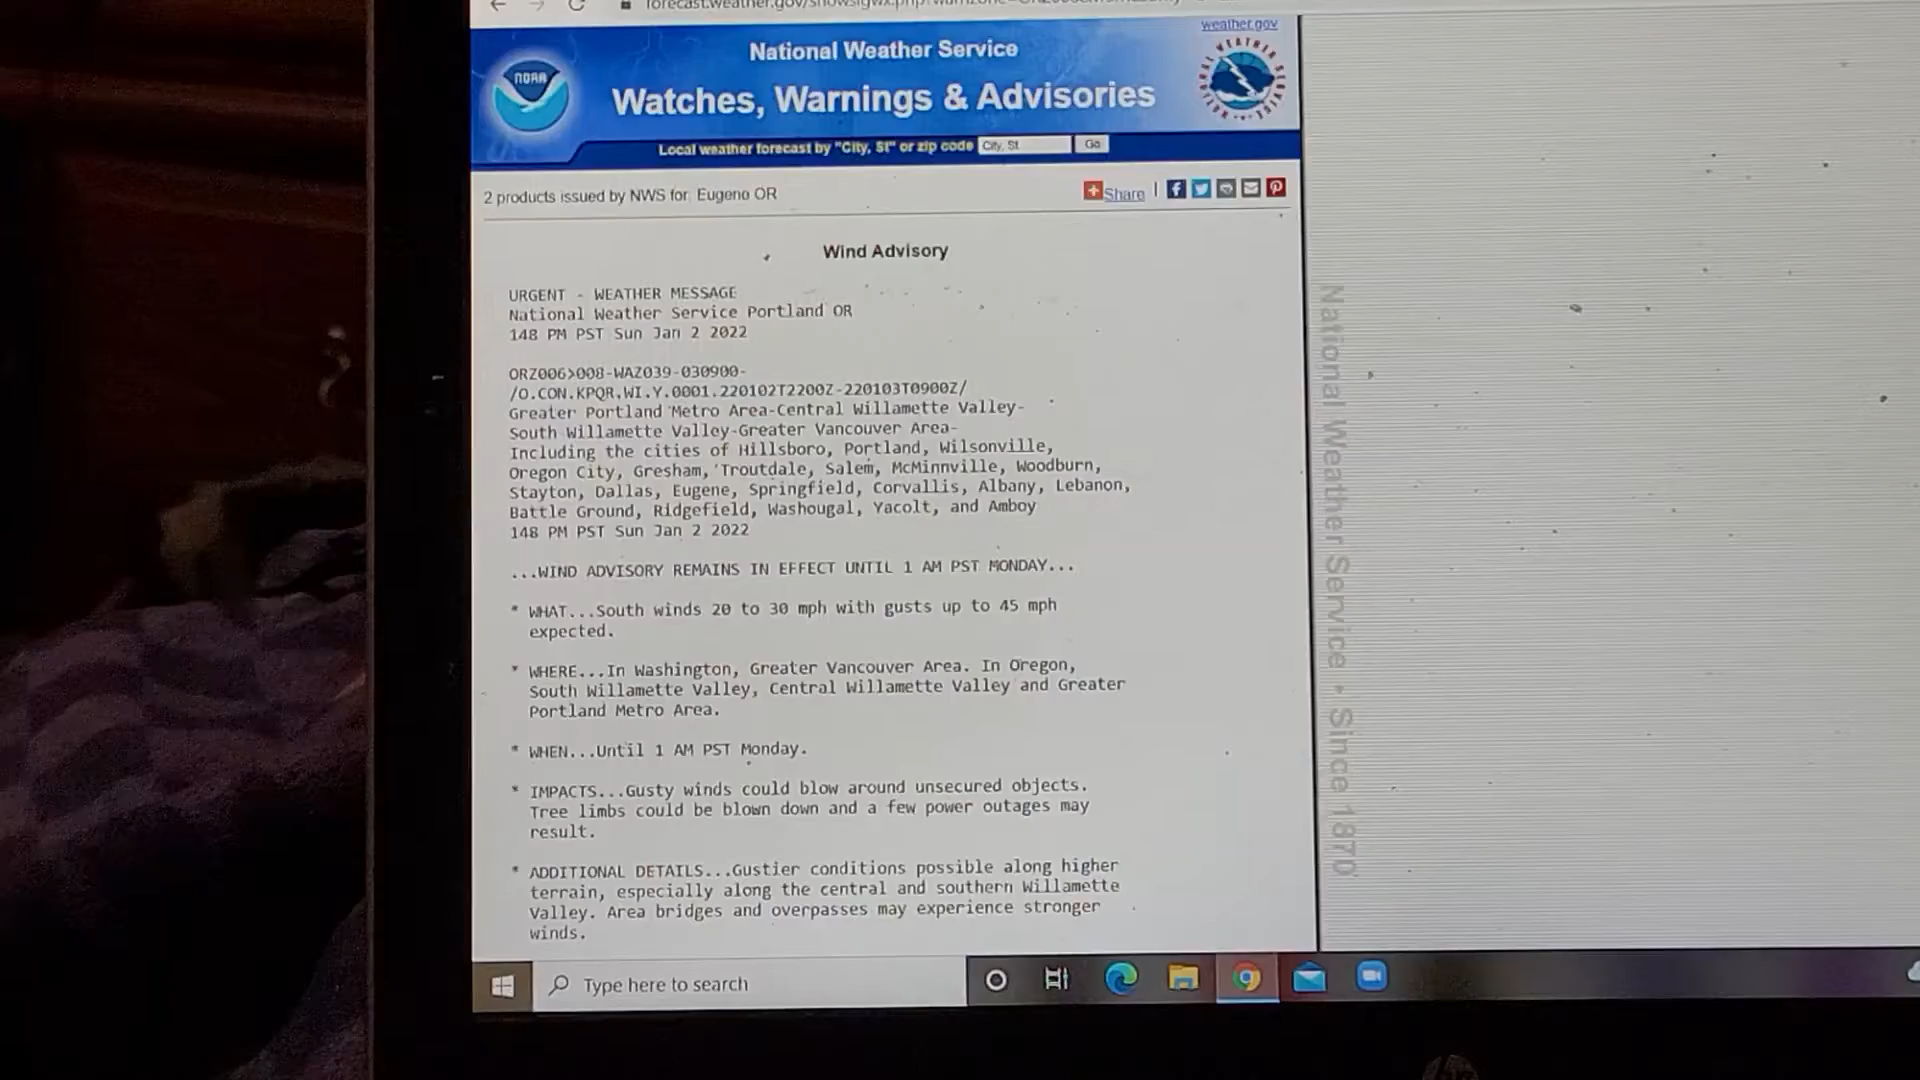 weather.gov
National Weather Service
NOAA
Watches, Warnings & Advisories
Local weather forecast by "City, St" or zip code City, St Go
2 products issued by NWS for: Eugene OR
Share
Wind Advisory
URGENT - WEATHER MESSAGE
National Weather Service Portland OR
148 PM PST Sun Jan 2 2022
ORZ006>008-WAZ039-030900-
/O.CON.KPQR.WI.Y.0001.220102T2200Z-220103T0900Z/
Greater Portland Metro Area-Central Willamette Valley-
South Willamette Valley-Greater Vancouver Area-
Including the cities of Hillsboro, Portland, Wilsonville,
Oregon City, Gresham, Troutdale, Salem, McMinnville, Woodburn,
Stayton, Dallas, Eugene, Springfield, Corvallis, Albany, Lebanon,
Battle Ground, Ridgefield, Washougal, Yacolt, and Amboy
148 PM PST Sun Jan 2 2022
...WIND ADVISORY REMAINS IN EFFECT UNTIL 1 AM PST MONDAY...
* WHAT...South winds 20 to 30 mph with gusts up to 45 mph
expected.
* WHERE...In Washington, Greater Vancouver Area. In Oregon,
South Willamette Valley, Central Willamette Valley and Greater
Portland Metro Area.
* WHEN...Until 1 AM PST Monday.
* IMPACTS...Gusty winds could blow around unsecured objects.
Tree limbs could be blown down and a few power outages may
result.
* ADDITIONAL DETAILS...Gustier conditions possible along higher
terrain, especially along the central and southern Willamette
Valley. Area bridges and overpasses may experience stronger
winds.
National Weather Service • Since 1870
Type here to search